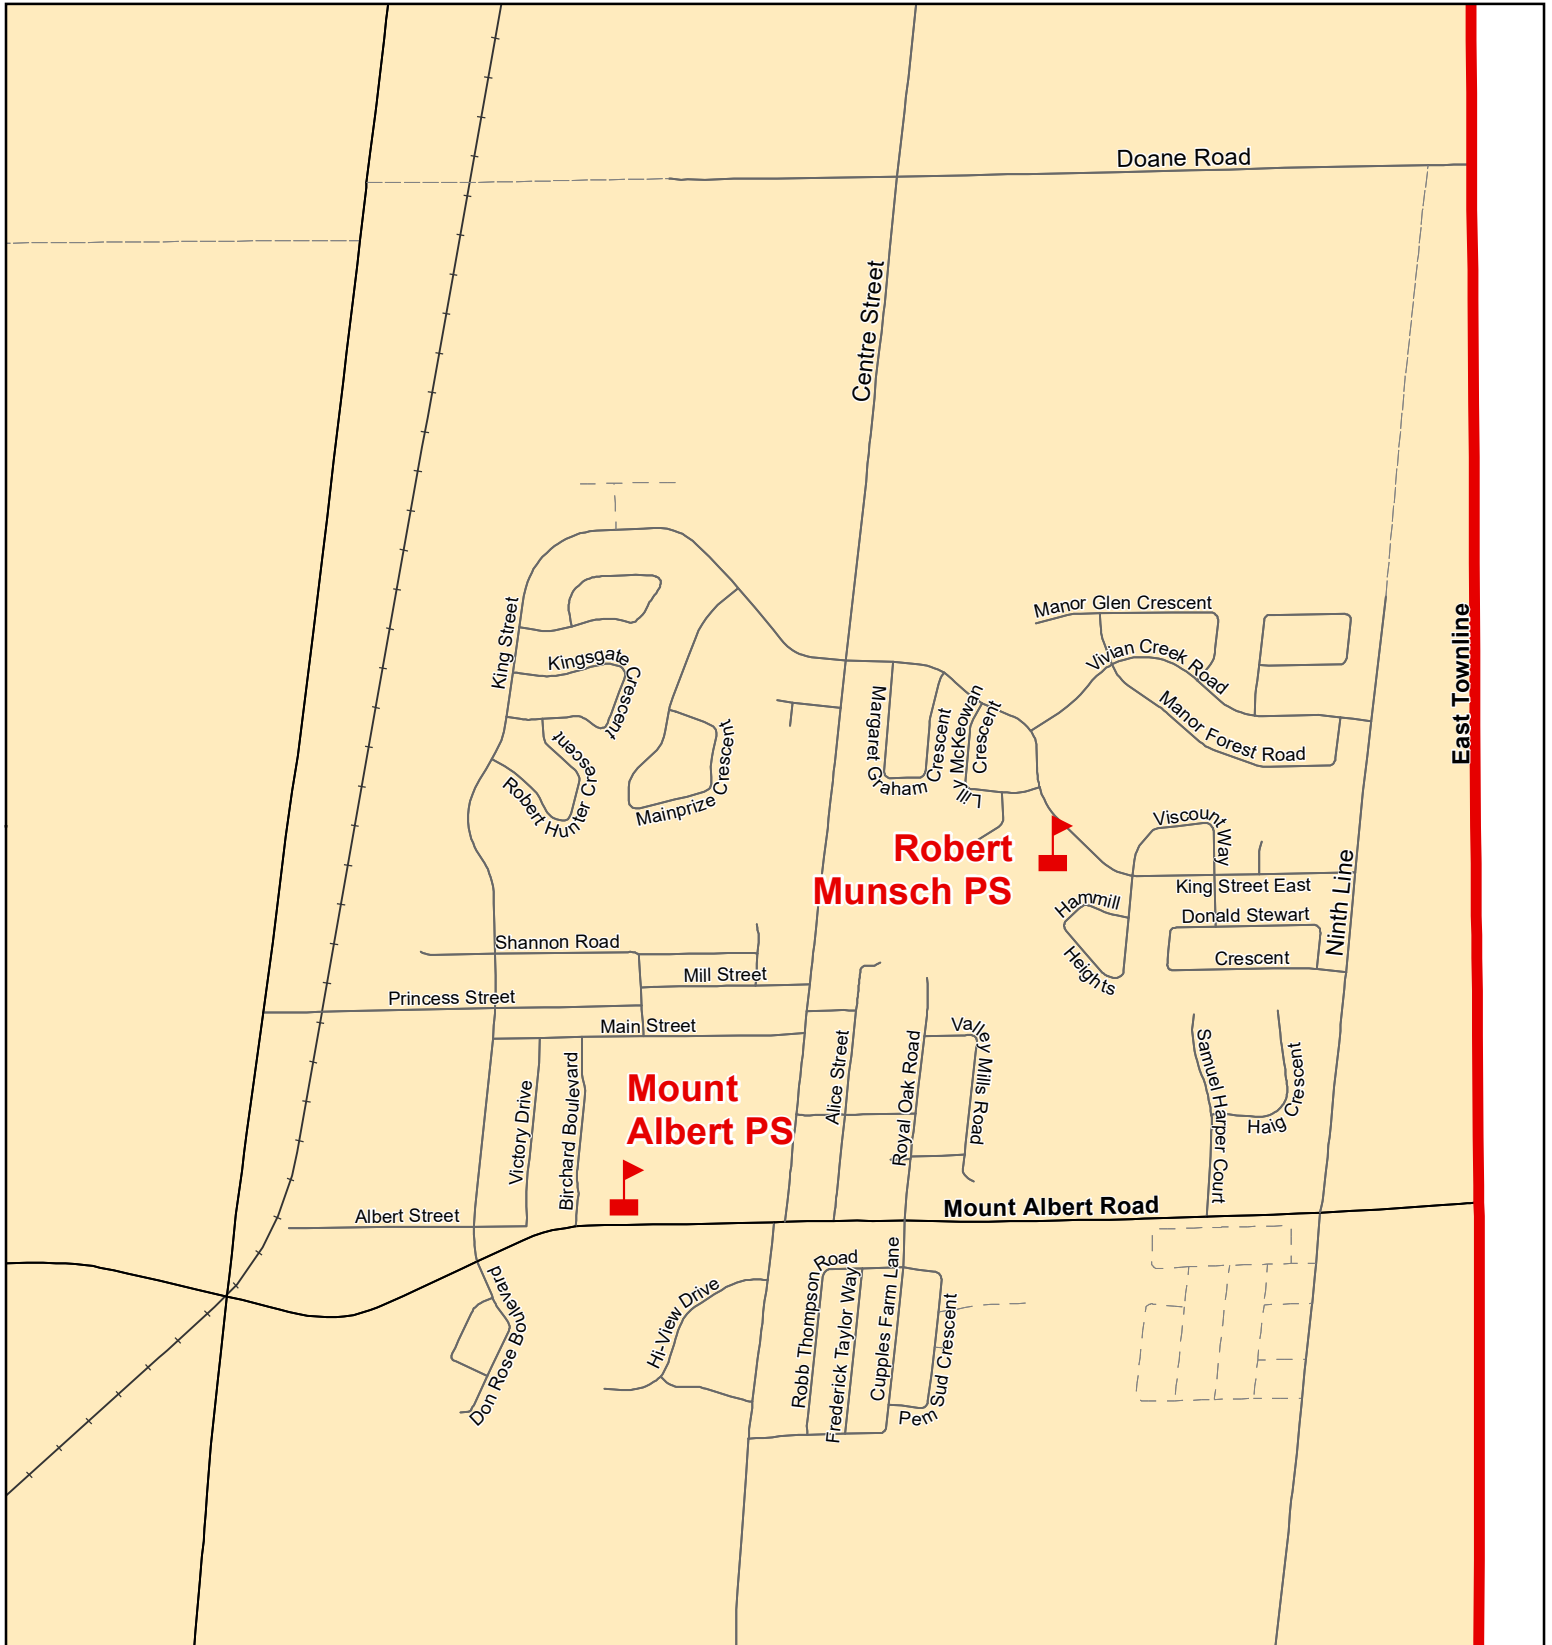 Doane Road
Centre Street
East Townline
Manor Glen Crescent
King Street
Kingsgate Crescent
Vivian Creek Road
Manor Forest Road
Margaret Graham Crescent
Lilly McKeowan
Crescent
Robert Hunter Crescent
Mainprize Crescent
Viscount Way
Robert
Munsch PS
King Street East
Ninth Line
Hammill Heights
Donald Stewart
Crescent
Shannon Road
Mill Street
Princess Street
Main Street
Valley Mills Road
Alice Street
Royal Oak Road
Samuel Harper Court
Haig Crescent
Victory Drive
Birchard Boulevard
Mount
Albert PS
Mount Albert Road
Albert Street
Don Rose Boulevard
Hi-View Drive
Robb Thompson Road
Frederick Taylor Way
Cupples Farm Lane
Pem Sud Crescent